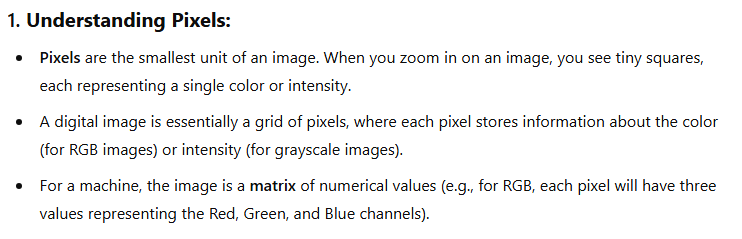 1. Understanding Pixels:
• Pixels are the smallest unit of an image. When you zoom in on an image, you see tiny squares,
each representing a single color or intensity.
• A digital image is essentially a grid of pixels, where each pixel stores information about the color
(for RGB images) or intensity (for grayscale images).
• For a machine, the image is a matrix of numerical values (e.g., for RGB, each pixel will have three
values representing the Red, Green, and Blue channels).